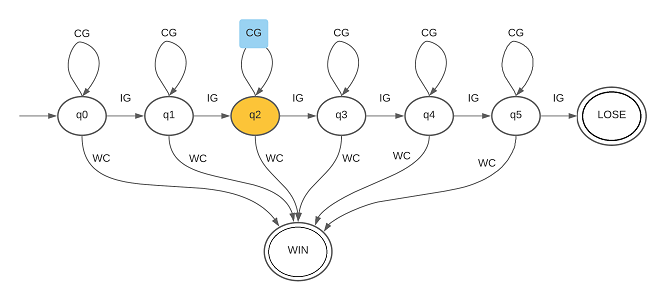 CG CG CG CG CG CG
IG IG IG IG IG IG
q0 q1 q2 q3 q4 q5 LOSE
WC WC WC WC WC WC
WIN